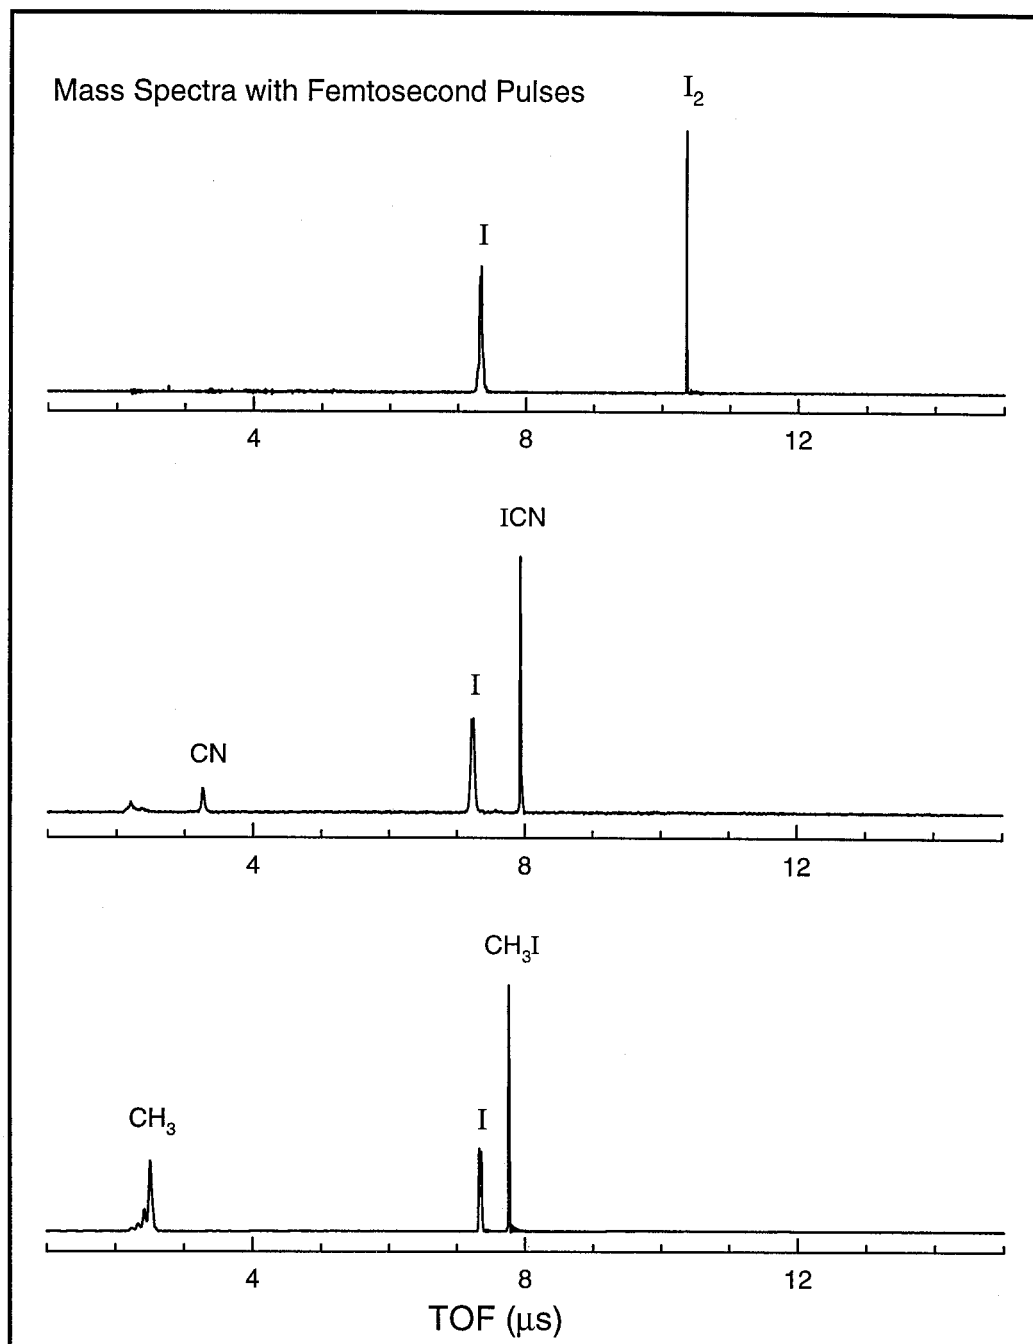 Mass Spectra with Femtosecond Pulses
I₂
I
4 8 12
ICN
I
CN
4 8 12
CH₃I
CH₃
I
4 8 12
TOF (μs)